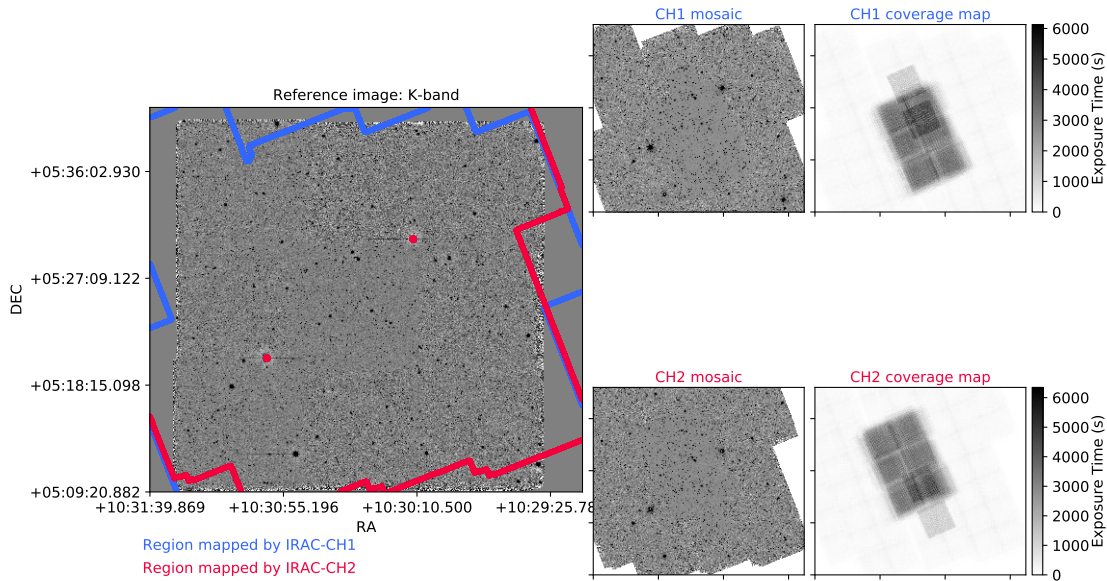 CH1 mosaic
CH1 coverage map
6000
5000
4000
3000
2000
1000
0
Exposure Time (s)
Reference image: K-band
+05:36:02.930
+05:27:09.122
+05:18:15.098
+05:09:20.882
DEC
+10:31:39.869
+10:30:55.196
+10:30:10.500
+10:29:25.78
RA
Region mapped by IRAC-CH1
Region mapped by IRAC-CH2
CH2 mosaic
CH2 coverage map
6000
5000
4000
3000
2000
1000
0
Exposure Time (s)